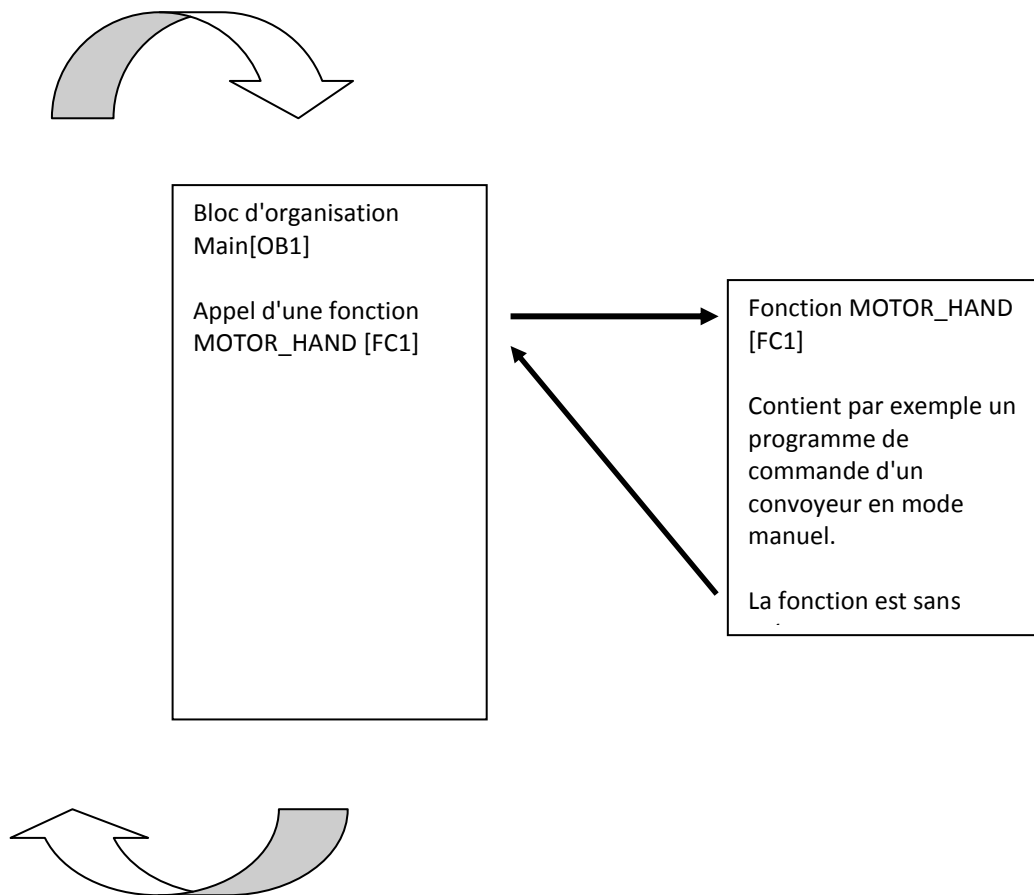 Bloc d'organisation
Main[OB1]
Appel d'une fonction
MOTOR_HAND [FC1]
Fonction MOTOR_HAND
[FC1]
Contient par exemple un
programme de
commande d'un
convoyeur en mode
manuel.
La fonction est sans